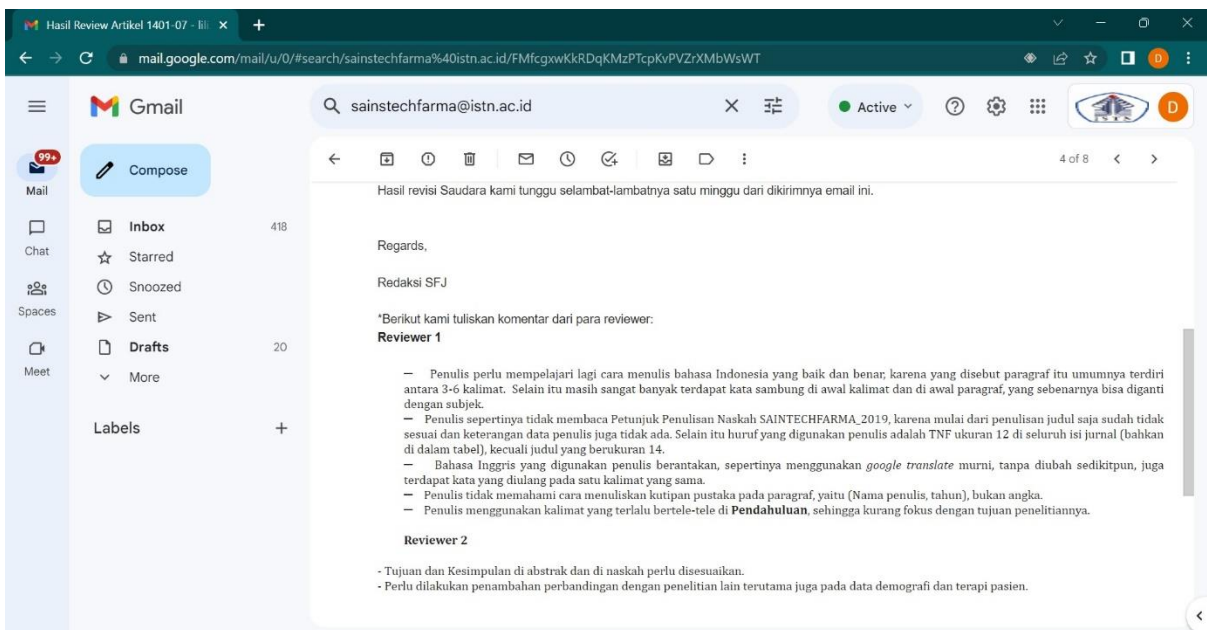 Hasil Review Artikel 1401-07 - lil
mail.google.com/mail/u/0/#search/sainstechfarma%40istn.ac.id/FMfcgxwKkRDqKMzPTcpKvPVZrXMbWsWT
D
Gmail
sainstechfarma@istn.ac.id
Active
ISTN
D
99+
Mail
Chat
Spaces
Meet
Compose
Inbox 418
Starred
Snoozed
Sent
Drafts 20
More
Labels
4 of 8
Hasil revisi Saudara kami tunggu selambat-lambatnya satu minggu dari dikirimnya email ini.
Regards,
Redaksi SFJ
*Berikut kami tuliskan komentar dari para reviewer:
Reviewer 1
— Penulis perlu mempelajari lagi cara menulis bahasa Indonesia yang baik dan benar, karena yang disebut paragraf itu umumnya terdiri
antara 3-6 kalimat. Selain itu masih sangat banyak terdapat kata sambung di awal kalimat dan di awal paragraf, yang sebenarnya bisa diganti
dengan subjek.
— Penulis sepertinya tidak membaca Petunjuk Penulisan Naskah SAINTECHFARMA_2019, karena mulai dari penulisan judul saja sudah tidak
sesuai dan keterangan data penulis juga tidak ada. Selain itu huruf yang digunakan penulis adalah TNF ukuran 12 di seluruh isi jurnal (bahkan
di dalam tabel), kecuali judul yang berukuran 14.
— Bahasa Inggris yang digunakan penulis berantakan, sepertinya menggunakan google translate murni, tanpa diubah sedikitpun, juga
terdapat kata yang diulang pada satu kalimat yang sama.
— Penulis tidak memahami cara menuliskan kutipan pustaka pada paragraf, yaitu (Nama penulis, tahun), bukan angka.
— Penulis menggunakan kalimat yang terlalu bertele-tele di Pendahuluan, sehingga kurang fokus dengan tujuan penelitiannya.
Reviewer 2
- Tujuan dan Kesimpulan di abstrak dan di naskah perlu disesuaikan.
- Perlu dilakukan penambahan perbandingan dengan penelitian lain terutama juga pada data demografi dan terapi pasien.